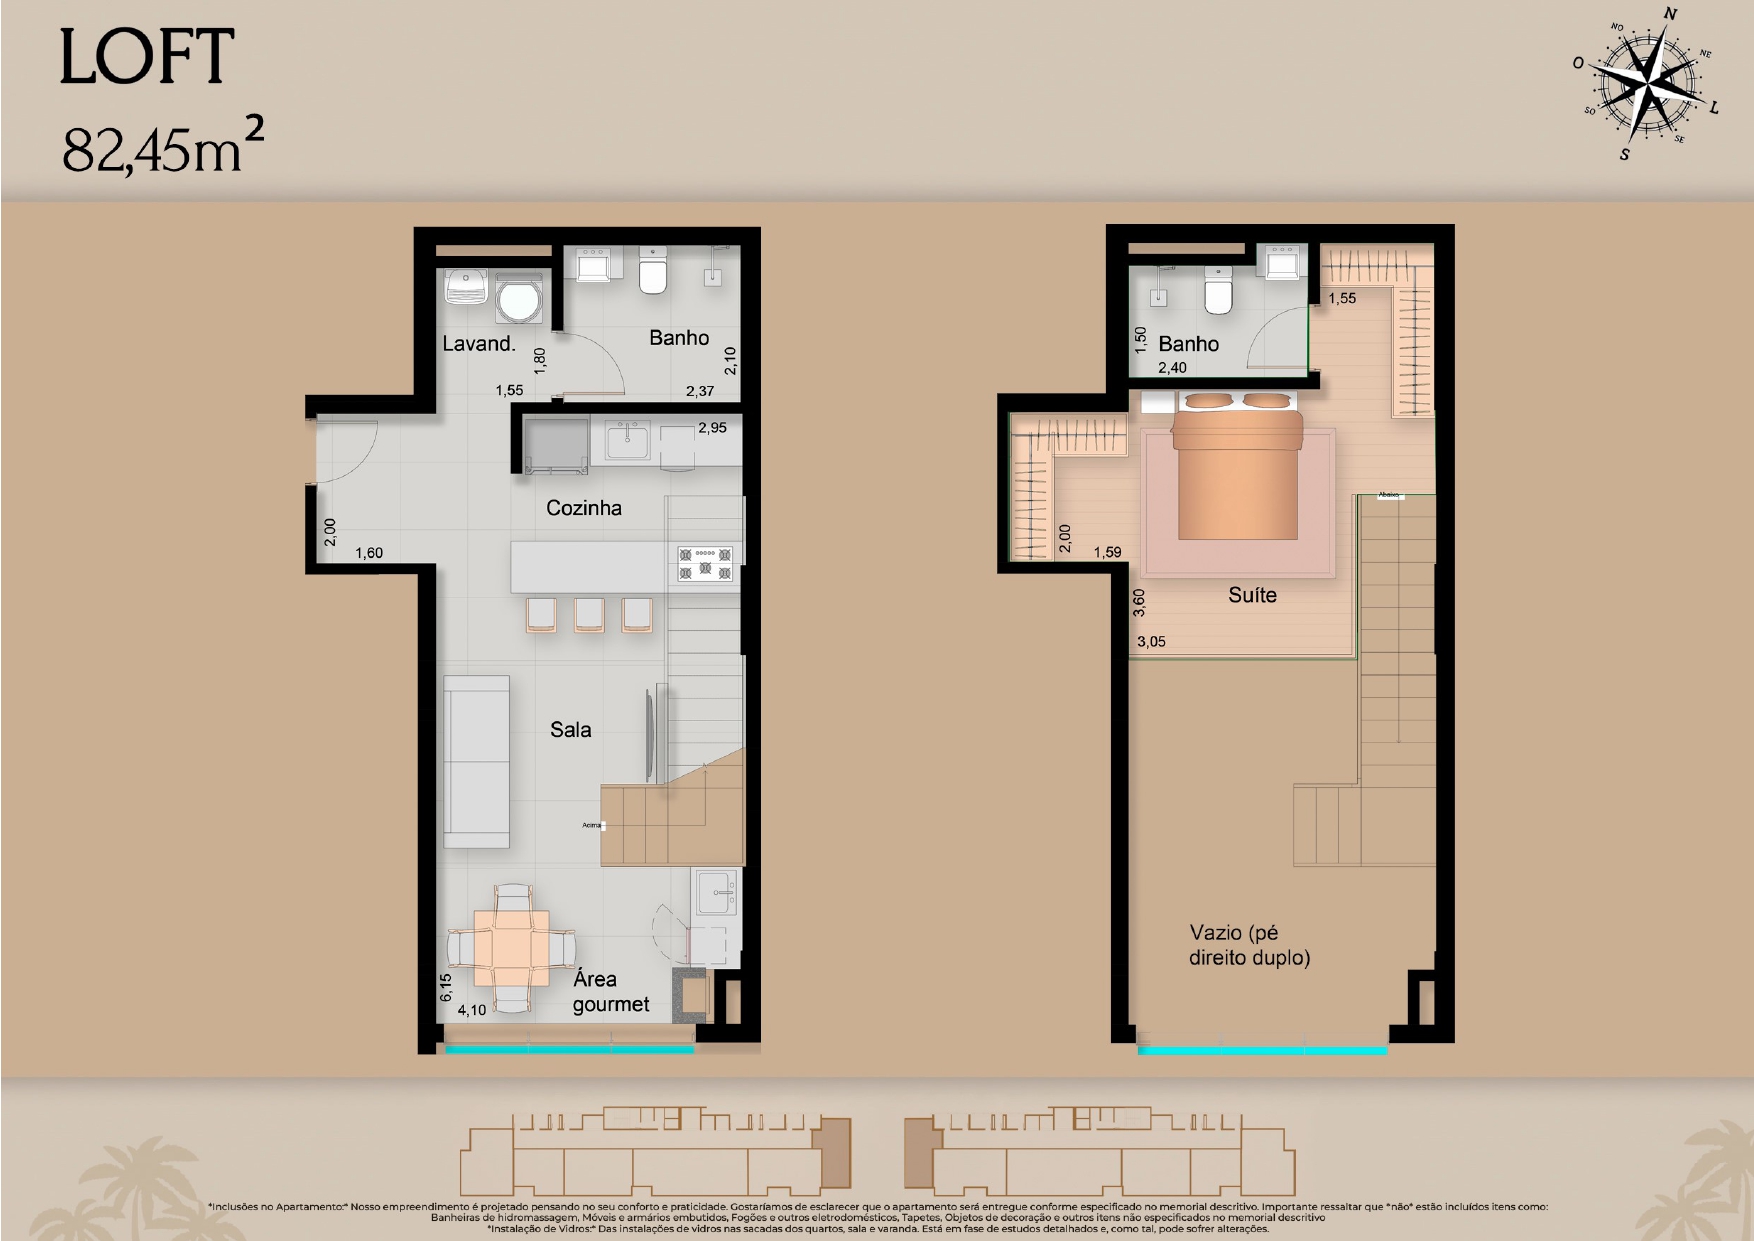 LOFT
82,45m²
N
NO
NE
O
L
SO
SE
S
Lavand.
1,80
1,55
Banho
2,10
2,37
2,95
Cozinha
2,00
1,60
Sala
Acima
Área
gourmet
6,15
4,10
1,55
1,50
Banho
2,40
Abaixo
2,00
1,59
Suíte
3,60
3,05
Vazio (pé
direito duplo)
*Inclusões no Apartamento:* Nosso empreendimento é projetado pensando no seu conforto e praticidade. Gostaríamos de esclarecer que o apartamento será entregue conforme especificado no memorial descritivo. Importante ressaltar que *não* estão incluídos itens como:
Banheiras de hidromassagem, Móveis e armários embutidos, Fogões e outros eletrodomésticos, Tapetes, Objetos de decoração e outros itens não especificados no memorial descritivo
*Instalação de Vidros:* Das instalações de vidros nas sacadas dos quartos, sala e varanda. Está em fase de estudos detalhados e, como tal, pode sofrer alterações.